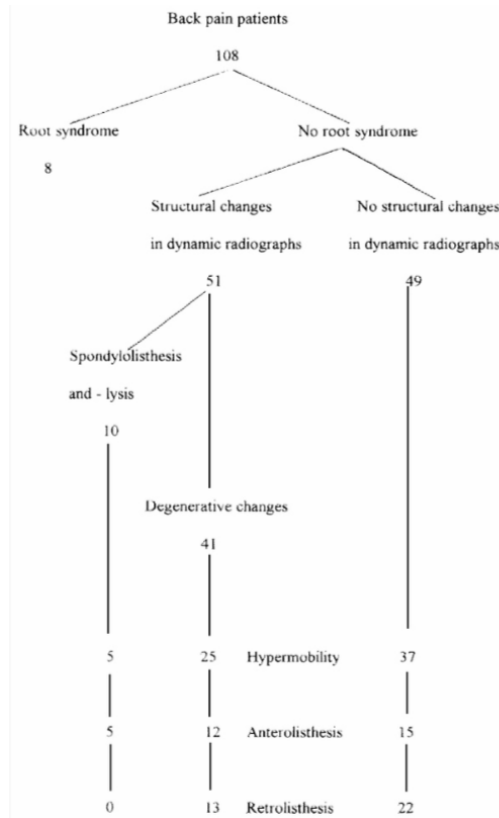 Back pain patients
108
Root syndrome No root syndrome
8
Structural changes No structural changes
in dynamic radiographs in dynamic radiographs
51 49
Spondylolisthesis
and - lysis
10
Degenerative changes
41
5 25 Hypermobility 37
5 12 Anterolisthesis 15
0 13 Retrolisthesis 22